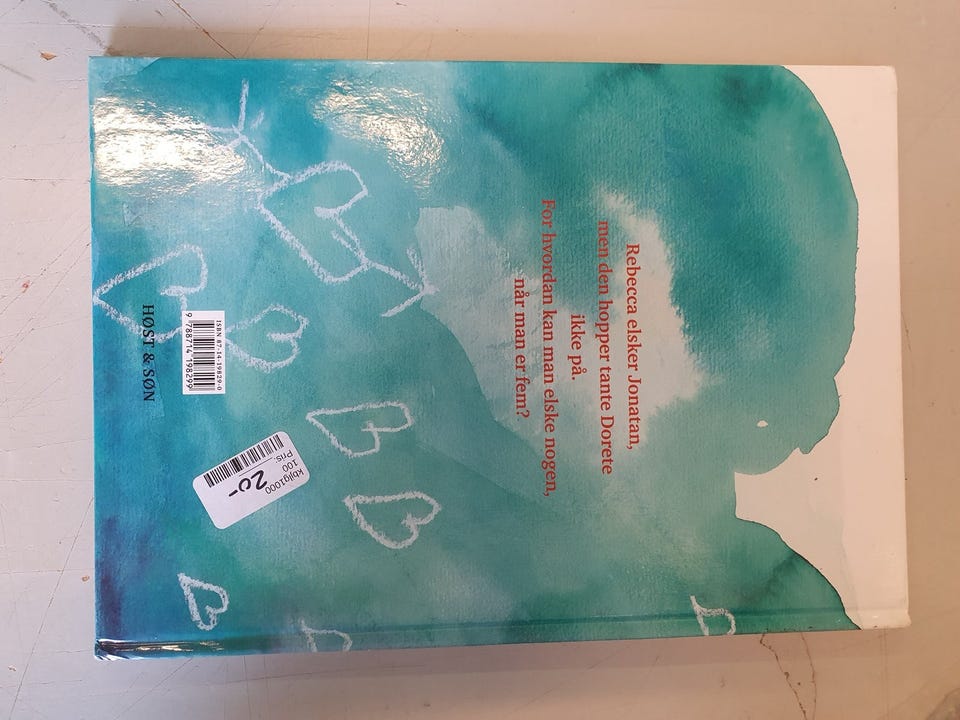 Rebecca elsker Jonatan,
men den hopper tante Dorete
ikke på.
For hvordan kan man elske nogen,
når man er fem?
ISBN 87-14-19829-0
9 788714 198299
HØST & SØN
kbjlg1000
100
Pris:
20-